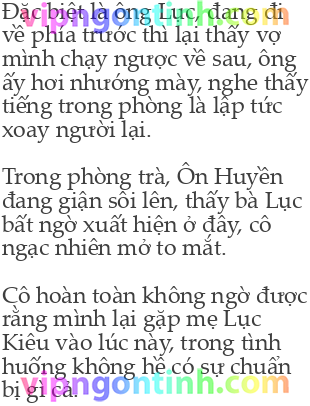 Đặc biệt là ông Lục, đang đi
về phía trước thì lại thấy vợ
mình chạy ngược về sau, ông
ấy hơi nhướng mày, nghe thấy
tiếng trong phòng là lập tức
xoay người lại.
Trong phòng trà, Ôn Huyền
đang giận sôi lên, thấy bà Lục
bất ngờ xuất hiện ở đây, cô
ngạc nhiên mở to mắt.
Cô hoàn toàn không ngờ được
rằng mình lại gặp mẹ Lục
Kiêu vào lúc này, trong tình
huống không hề có sự chuẩn
bị gì cả.
vipngontinh.com
vipngontinh.com
vipngontinh.com